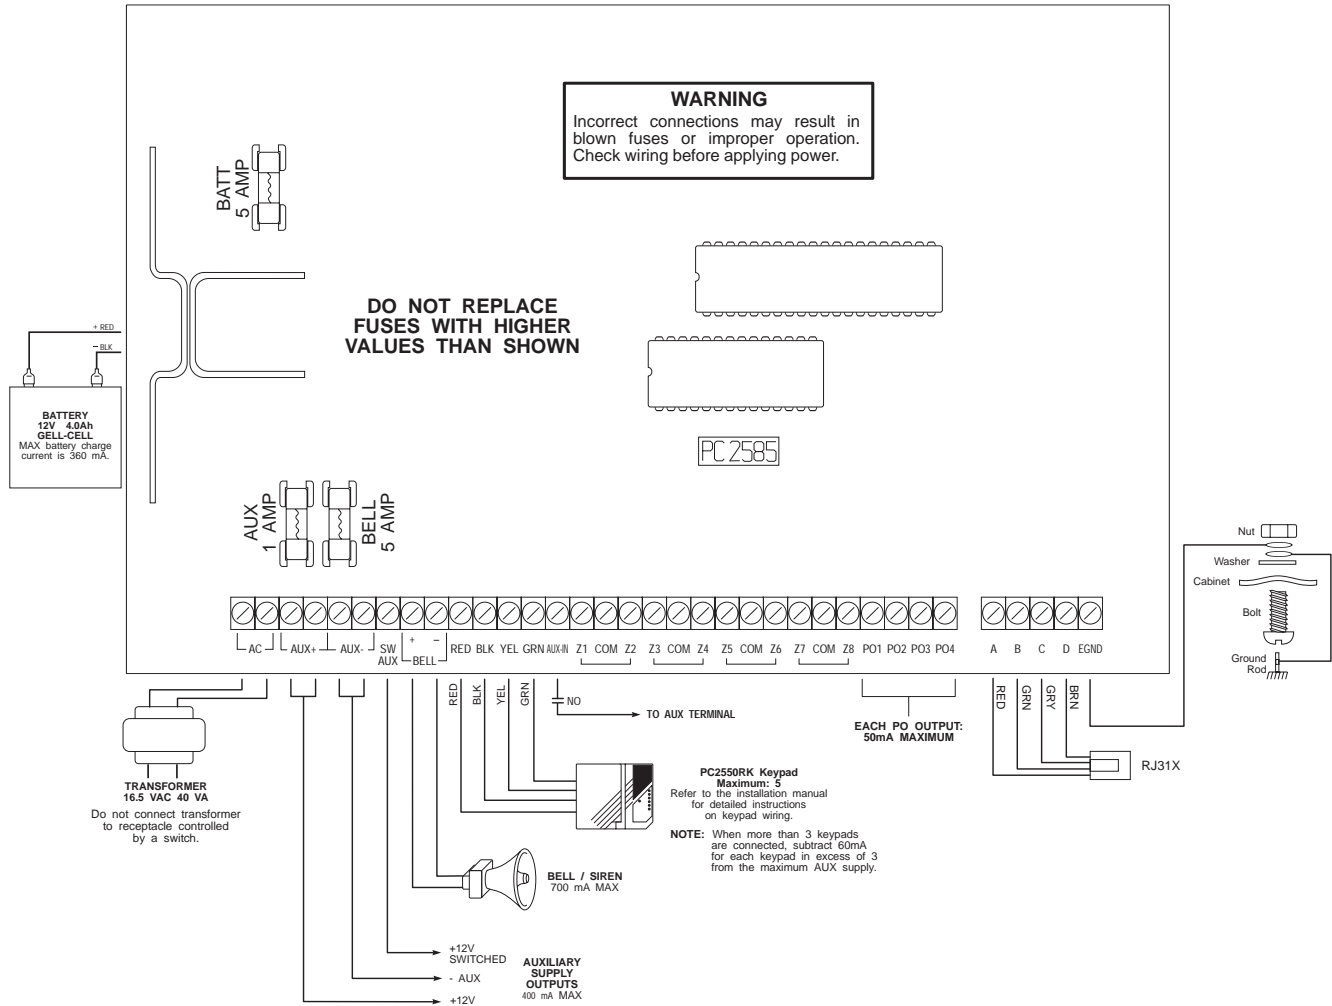 WARNING
Incorrect connections may result in
blown fuses or improper operation.
Check wiring before applying power.
BATT
5 AMP
DO NOT REPLACE
FUSES WITH HIGHER
VALUES THAN SHOWN
+ RED
− BLK
BATTERY
12V 4.0Ah
GELL-CELL
MAX battery charge
current is 360 mA.
PC2585
AUX
1 AMP
BELL
5 AMP
Nut
Washer
Cabinet
Bolt
Ground
Rod
AC AUX+ AUX- SW
AUX
+ −
BELL
RED BLK YEL GRN AUX-IN Z1 COM Z2 Z3 COM Z4 Z5 COM Z6 Z7 COM Z8 PO1 PO2 PO3 PO4 A B C D EGND
RED
BLK
YEL
GRN
NO
TO AUX TERMINAL
EACH PO OUTPUT:
50mA MAXIMUM
RED
GRN
GRY
BRN
RJ31X
TRANSFORMER
16.5 VAC 40 VA
Do not connect transformer
to receptacle controlled
by a switch.
PC2550RK Keypad
Maximum: 5
Refer to the installation manual
for detailed instructions
on keypad wiring.
NOTE: When more than 3 keypads
are connected, subtract 60mA
for each keypad in excess of 3
from the maximum AUX supply.
BELL / SIREN
700 mA MAX
+12V
SWITCHED
- AUX
+12V
AUXILIARY
SUPPLY
OUTPUTS
400 mA MAX